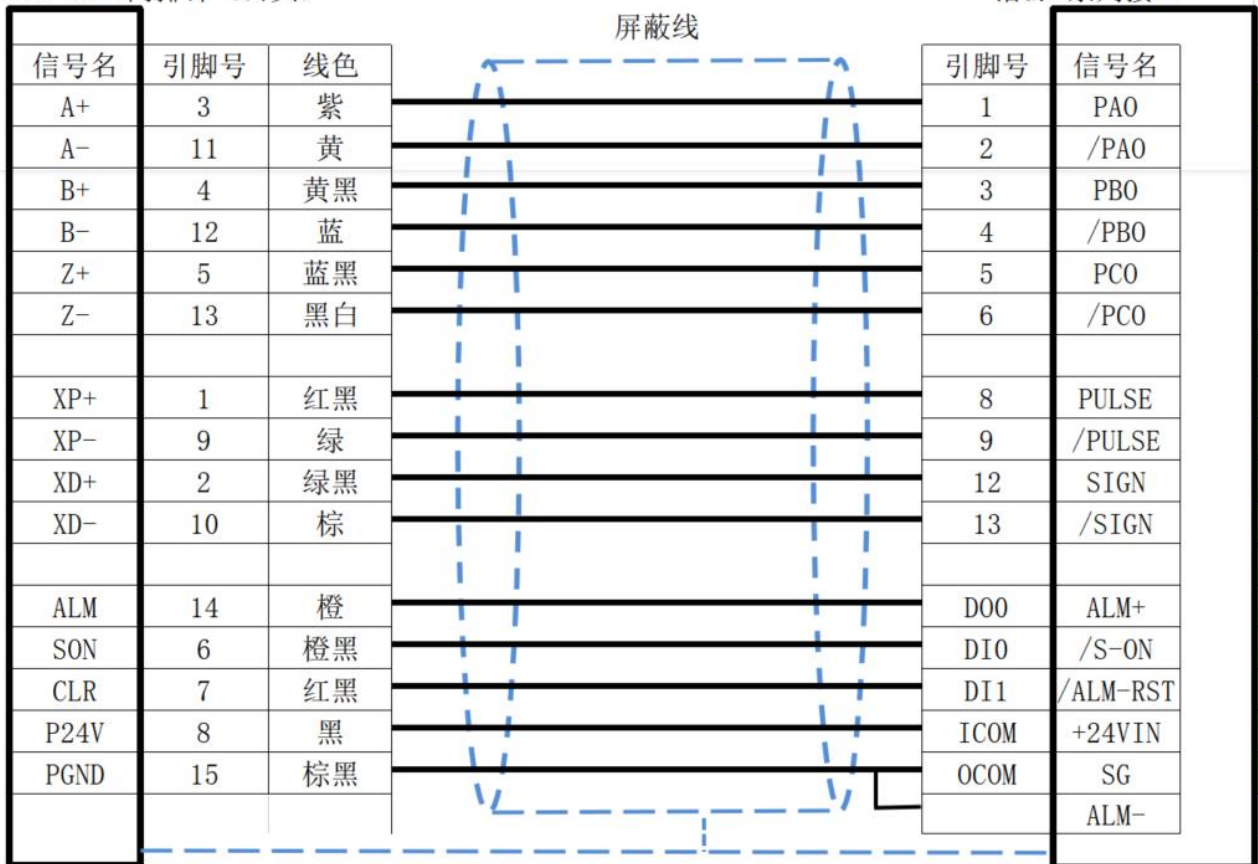 屏蔽线
信号名 引脚号 线色 引脚号 信号名
A+ 3 紫 1 PAO
A- 11 黄 2 /PAO
B+ 4 黄黑 3 PBO
B- 12 蓝 4 /PBO
Z+ 5 蓝黑 5 PCO
Z- 13 黑白 6 /PCO
XP+ 1 红黑 8 PULSE
XP- 9 绿 9 /PULSE
XD+ 2 绿黑 12 SIGN
XD- 10 棕 13 /SIGN
ALM 14 橙 DO0 ALM+
SON 6 橙黑 DI0 /S-ON
CLR 7 红黑 DI1 /ALM-RST
P24V 8 黑 ICOM +24VIN
PGND 15 棕黑 OCOM SG
ALM-